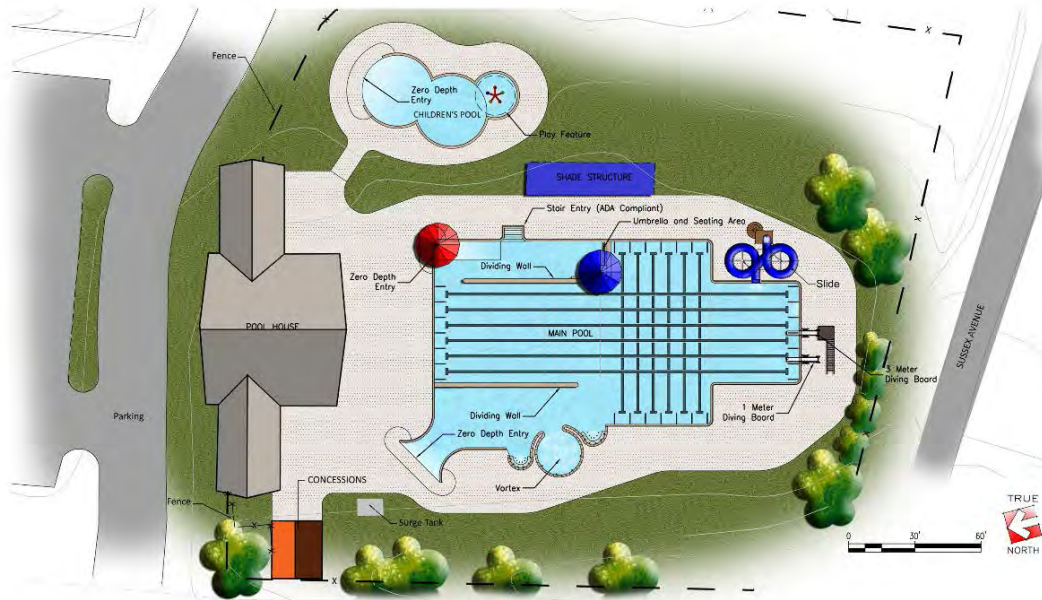 Fence
Zero Depth
Entry
CHILDREN'S POOL
Play Feature
SHADE STRUCTURE
Stair Entry (ADA Compliant)
Umbrella and Seating Area
Zero Depth
Entry
Dividing Wall
Slide
POOL HOUSE
MAIN POOL
SUSSEX AVENUE
3 Meter
Diving Board
1 Meter
Diving Board
Parking
Dividing Wall
Zero Depth Entry
Vortex
CONCESSIONS
Fence
Surge Tank
X
X
X
X
X
X
X
0
30'
60'
TRUE
NORTH